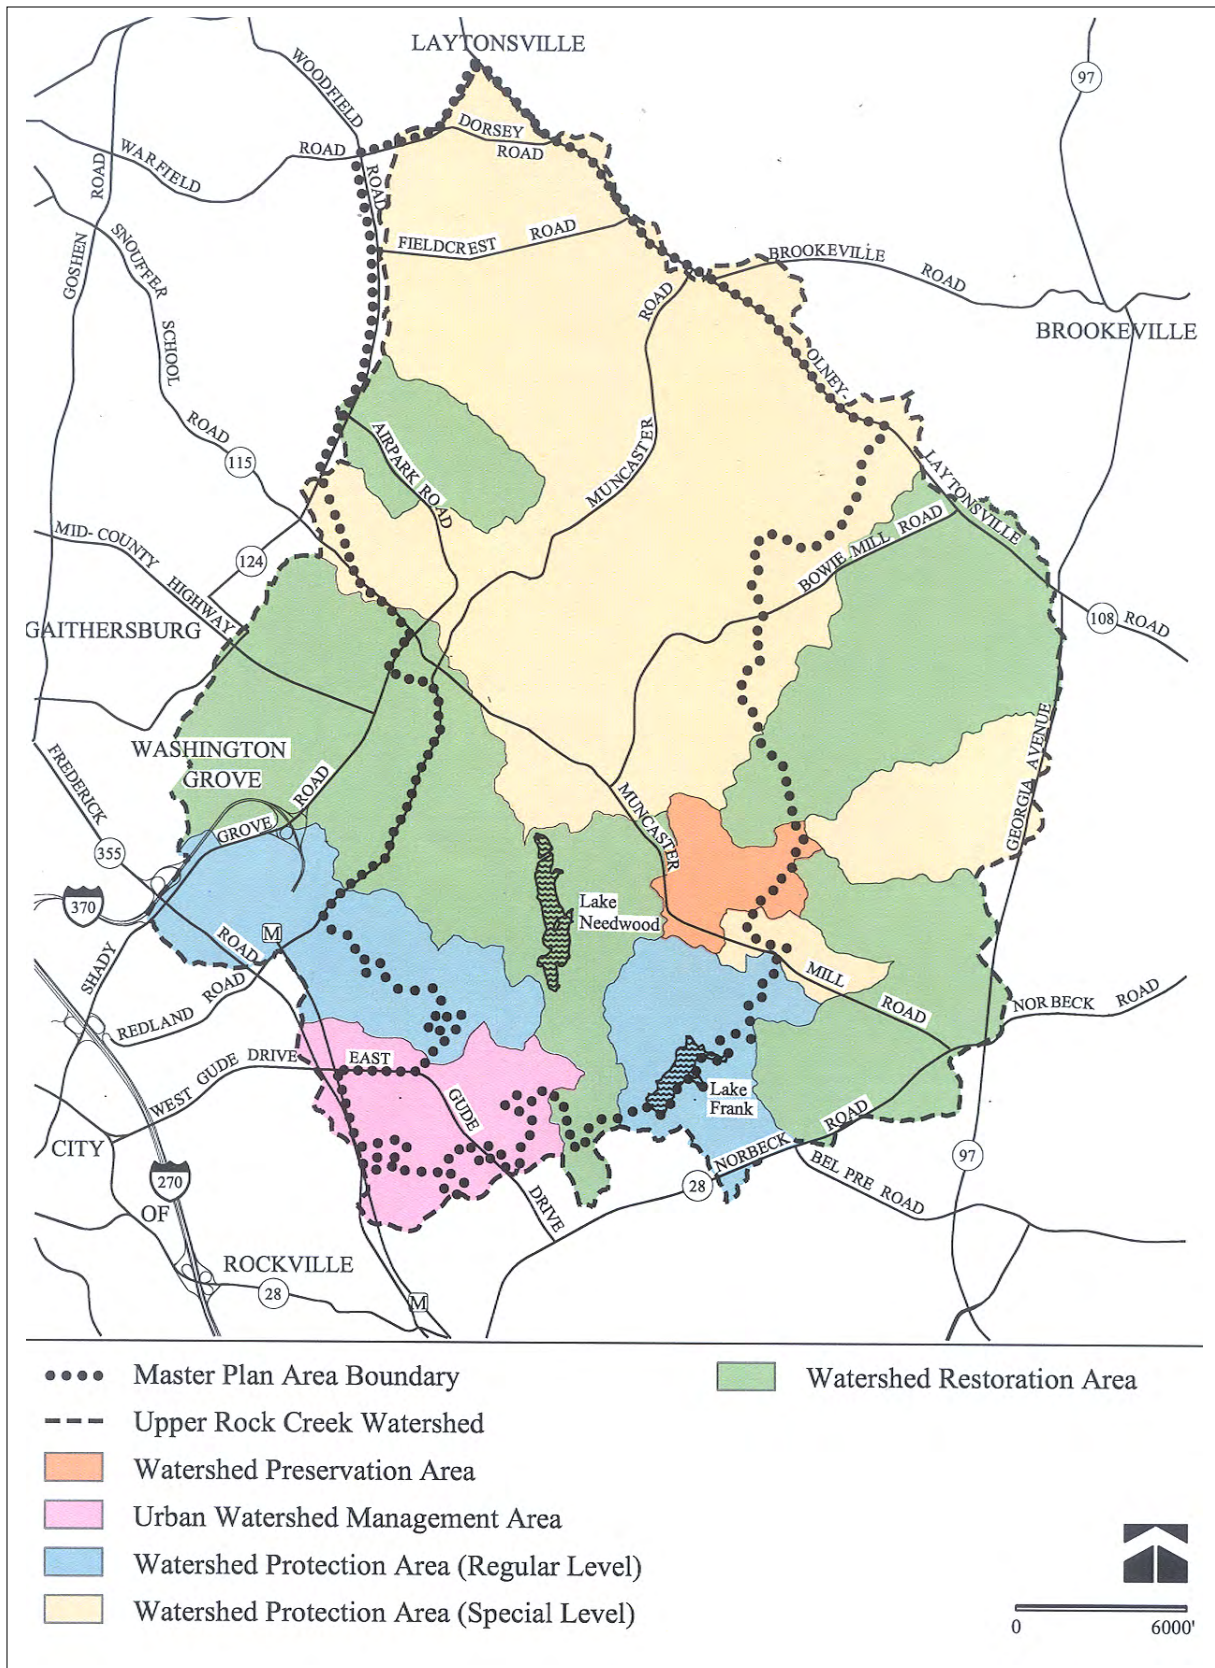 LAYTONSVILLE
WOODFIELD
ROAD
97
DORSEY
ROAD
ROAD
WARFIELD
ROAD
GOSHEN
SNOUFFER
SCHOOL
ROAD
115
FIELDCREST ROAD
BROOKEVILLE
ROAD
BROOKEVILLE
ROAD
MUNCASTER
OLNEY-
LAYTONSVILLE
108
ROAD
AIRPARK ROAD
BOWIE MILL ROAD
MID-COUNTY
HIGHWAY
124
GAITHERSBURG
WASHINGTON
GROVE
FREDERICK
355
ROAD
GROVE
ROAD
MUNCASTER
MILL
ROAD
GEORGIA AVENUE
370
SHADY
Lake
Needwood
M
REDLAND ROAD
NORBECK ROAD
WEST GUDE DRIVE
EAST
GUDE
DRIVE
Lake
Frank
NORBECK
ROAD
BEL PRE ROAD
97
28
CITY
OF
ROCKVILLE
270
28
M
Master Plan Area Boundary
Upper Rock Creek Watershed
Watershed Preservation Area
Urban Watershed Management Area
Watershed Protection Area (Regular Level)
Watershed Protection Area (Special Level)
Watershed Restoration Area
0 6000'